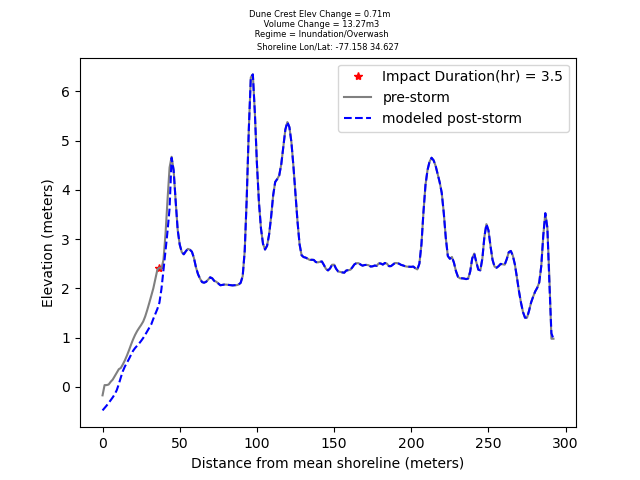 Dune Crest Elev Change = 0.71m
Volume Change = 13.27m3
Regime = Inundation/Overwash
Shoreline Lon/Lat: -77.158 34.627
Impact Duration(hr) = 3.5
pre-storm
modeled post-storm
Elevation (meters)
6
5
4
3
2
1
0
0 50 100 150 200 250 300
Distance from mean shoreline (meters)